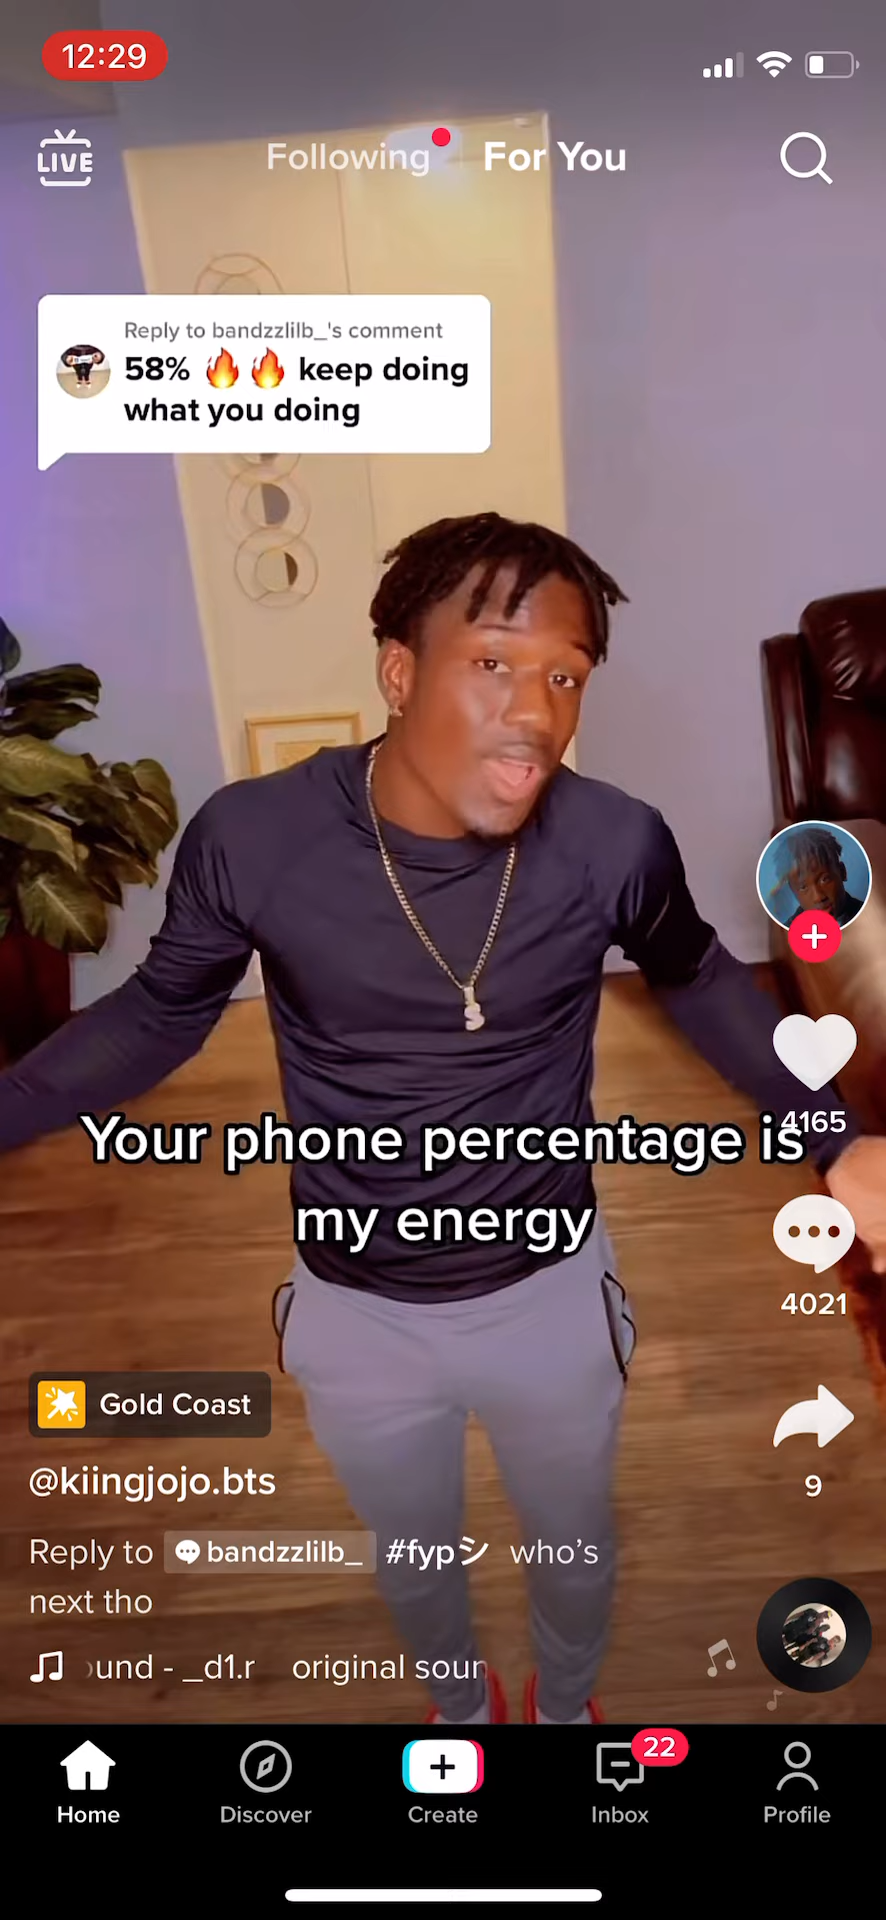 12:29
LIVE
Following
For You
Reply to bandzzlilb_'s comment
58% 🔥🔥 keep doing
what you doing
4165
Your phone percentage is
my energy
4021
Gold Coast
9
@kiingjojo.bts
Reply to bandzzlilb_ #fypシ who's
next tho
ound - _d1.r original soun
22
Home
Discover
Create
Inbox
Profile